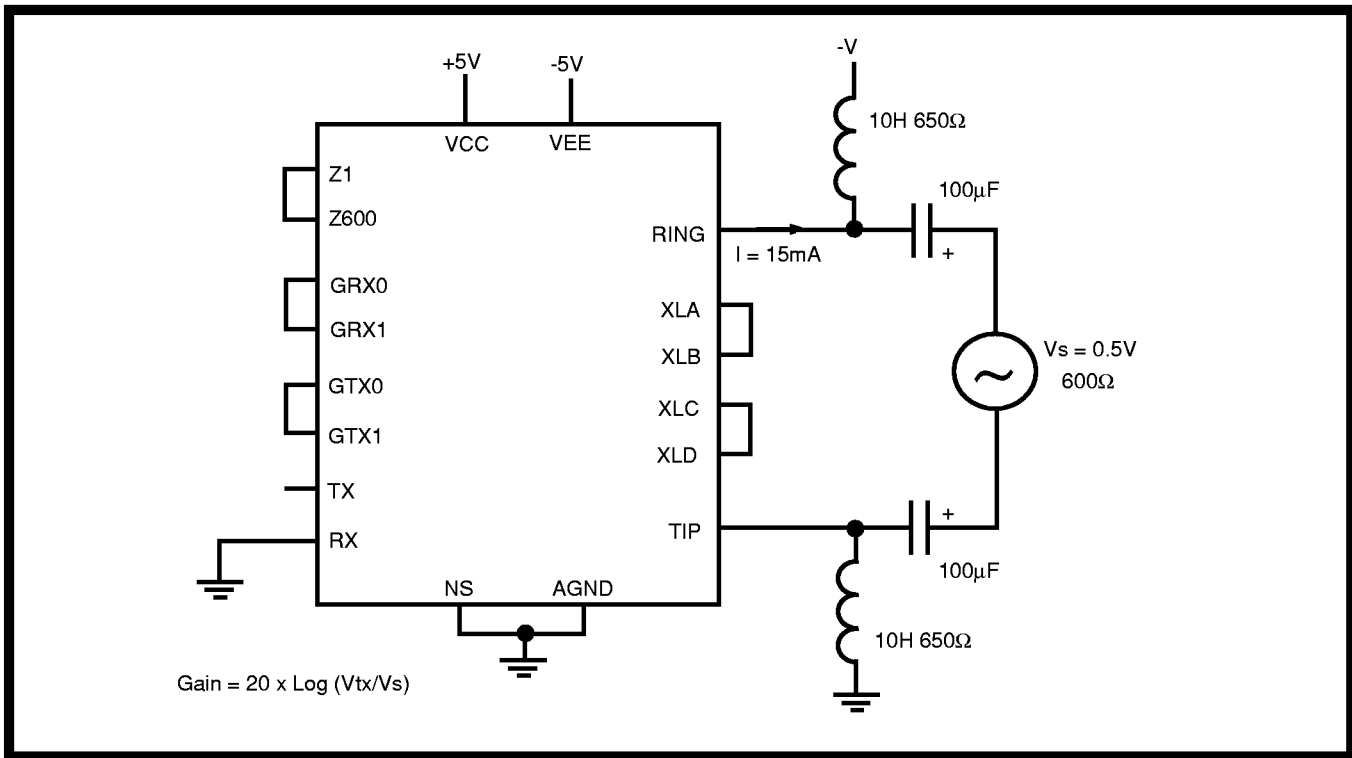 +5V
-5V
-V
VCC
VEE
10H 650Ω
Z1
Z600
100μF
+
RING
I = 15mA
GRX0
GRX1
XLA
XLB
Vs = 0.5V
600Ω
GTX0
GTX1
XLC
XLD
TX
RX
TIP
+
100μF
NS
AGND
10H 650Ω
Gain = 20 x Log (Vtx/Vs)